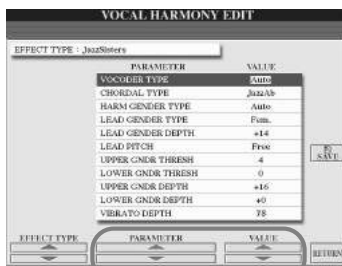 VOCAL HARMONY EDIT
EFFECT TYPE : JazzSisters
PARAMETER VALUE
VOCODER TYPE Auto
CHORDAL TYPE JazzAb
HARM GENDER TYPE Auto
LEAD GENDER TYPE Fem.
LEAD GENDER DEPTH +14
LEAD PITCH Free
UPPER GNDR THRESH 4
LOWER GNDR THRESH 0
UPPER GNDR DEPTH +16
LOWER GNDR DEPTH +0
VIBRATO DEPTH 78
SAVE
EFFECT TYPE PARAMETER VALUE
RETURN